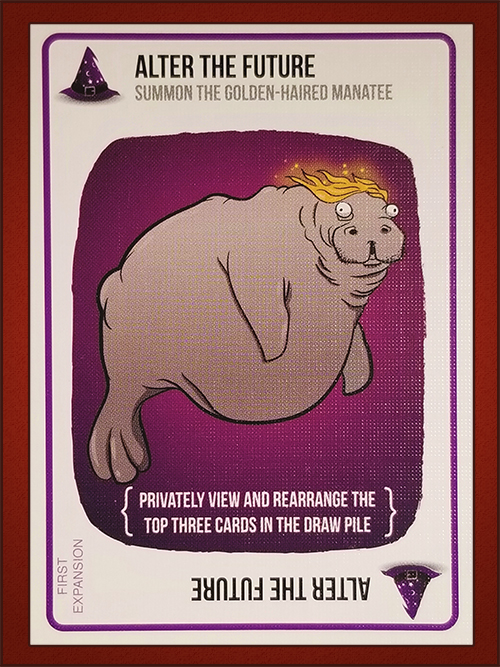 ALTER THE FUTURE
SUMMON THE GOLDEN-HAIRED MANATEE
PRIVATELY VIEW AND REARRANGE THE
TOP THREE CARDS IN THE DRAW PILE
FIRST
EXPANSION
ALTER THE FUTURE